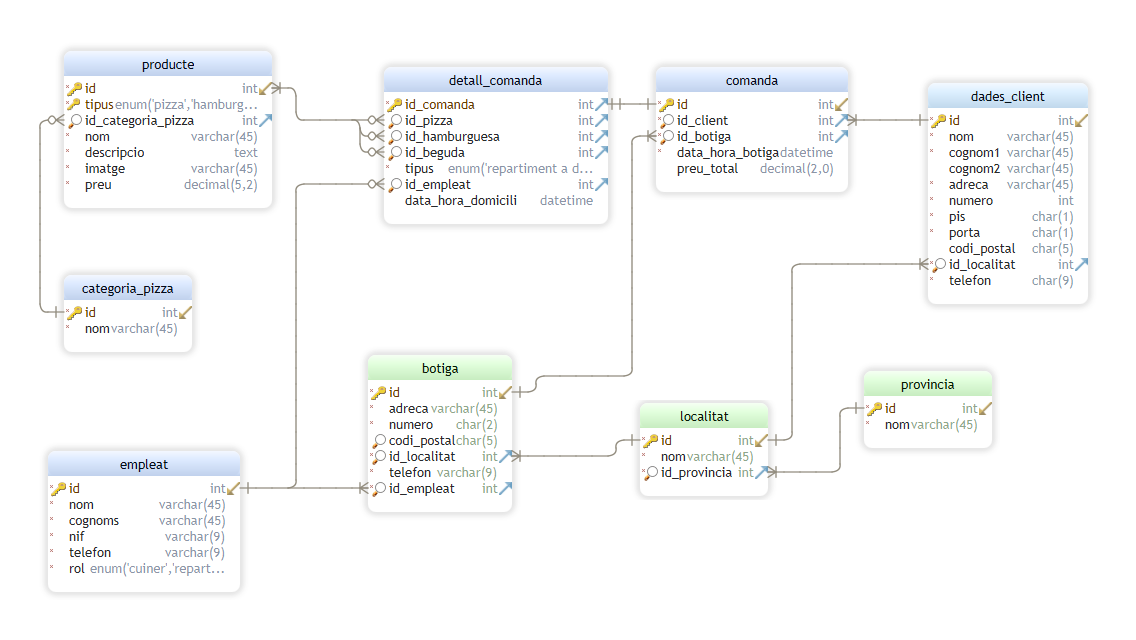 producte
id int
tipus enum('pizza','hamburg...
id_categoria_pizza int
nom varchar(45)
descripcio text
imatge varchar(45)
preu decimal(5,2)
detall_comanda
id_comanda int
id_pizza int
id_hamburguesa int
id_beguda int
tipus enum('repartiment a d...
id_empleat int
data_hora_domicili datetime
comanda
id int
id_client int
id_botiga int
data_hora_botiga datetime
preu_total decimal(2,0)
dades_client
id int
nom varchar(45)
cognom1 varchar(45)
cognom2 varchar(45)
adreca varchar(45)
numero int
pis char(1)
porta char(1)
codi_postal char(5)
id_localitat int
telefon char(9)
categoria_pizza
id int
nom varchar(45)
botiga
id int
adreca varchar(45)
numero char(2)
codi_postal char(5)
id_localitat int
telefon varchar(9)
id_empleat int
localitat
id int
nom varchar(45)
id_provincia int
provincia
id int
nom varchar(45)
empleat
id int
nom varchar(45)
cognoms varchar(45)
nif varchar(9)
telefon varchar(9)
rol enum('cuiner','repart...